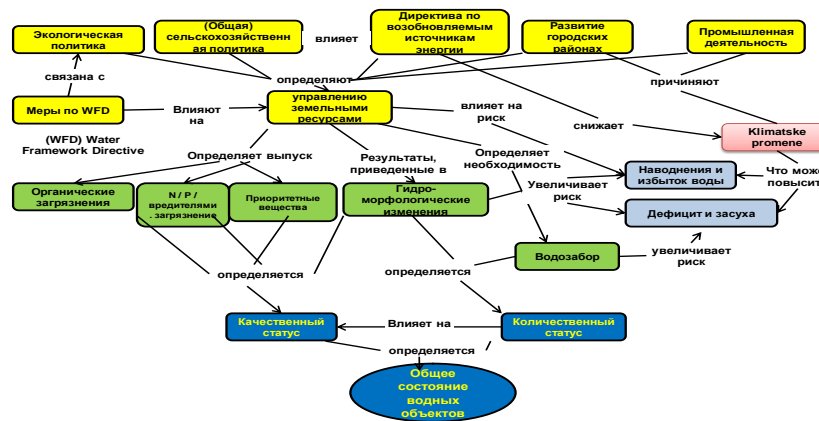 Экологическая
политика
(Общая)
сельскохозяйственн
ая политика
влияет
Директива по
возобновляемым
источникам
энергии
Развитие
городских
районах
Промышленная
деятельность
связана с
определяют
причиняют
Меры по WFD
Влияют
на
управлению
земельными
ресурсами
влияет на
риск
снижает
Klimatske
promene
(WFD) Water
Framework Directive
Определяет выпуск
Результаты,
приведенные в
Определяет
необходимость
Наводнения и
избыток воды
Что може
повысит
Органические
загрязнения
N / P /
вредителями
. загрязнение
Приоритетные
вещества
Гидро-
морфологические
изменения
Увеличивает
риск
Дефицит и засуха
Водозабор
увеличивает
риск
определяется
определяется
Качественный
статус
Влияет на
Количественный
статус
определяется
Общее
состояние
водных
объектов